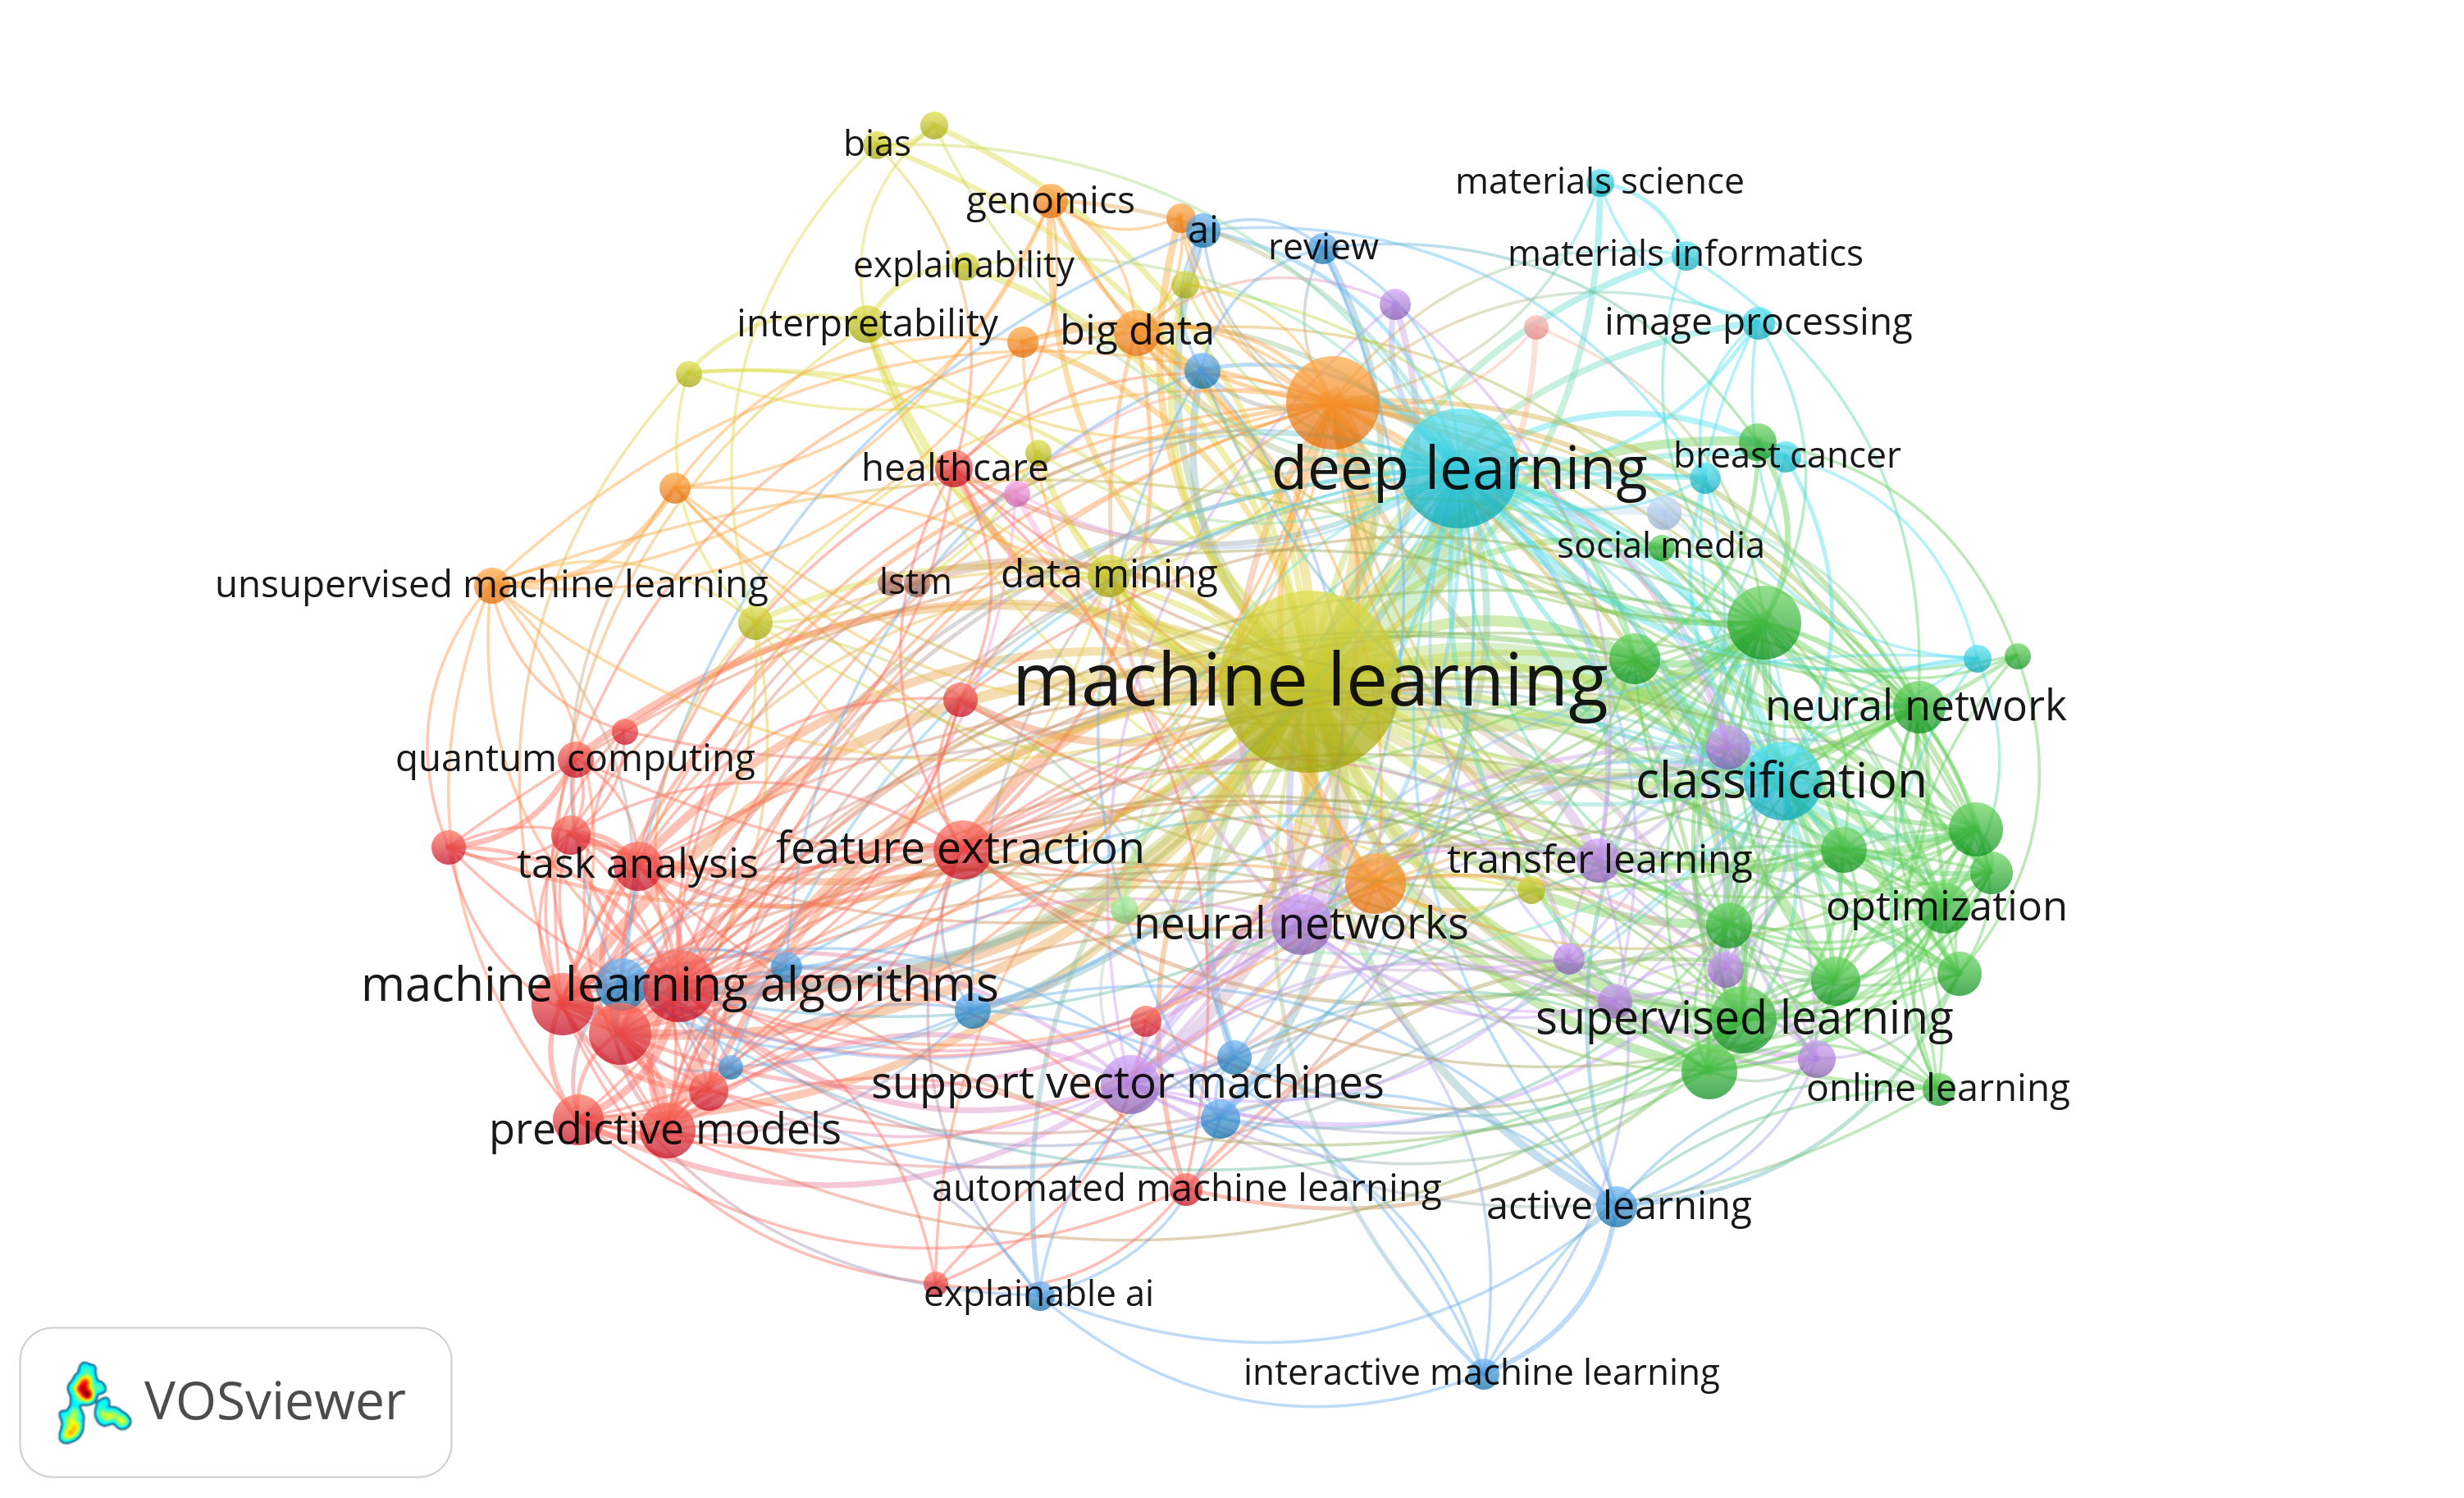 bias
materials science
genomics
ai
review
materials informatics
explainability
interpretability
big data
image processing
deep learning
breast cancer
healthcare
social media
unsupervised machine learning
lstm
data mining
machine learning
neural network
quantum computing
classification
task analysis
feature extraction
transfer learning
neural networks
optimization
machine learning algorithms
supervised learning
support vector machines
online learning
predictive models
automated machine learning
active learning
explainable ai
interactive machine learning
VOSviewer